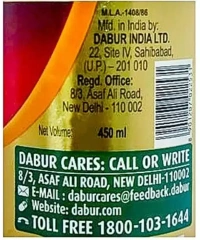 M.L.A.-1408/86
Mfd. in India by:
DABUR INDIA LTD.
22, Site IV, Sahibabad,
(U.P.) – 201 010
Regd. Office:
8/3, Asaf Ali Road,
New Delhi - 110 002
Net Volume: 450 ml
DABUR CARES: CALL OR WRITE
8/3, ASAF ALI ROAD, NEW DELHI-110002
E-MAIL : daburcares@feedback.dabur
Website: dabur.com
TOLL FREE 1800-103-1644